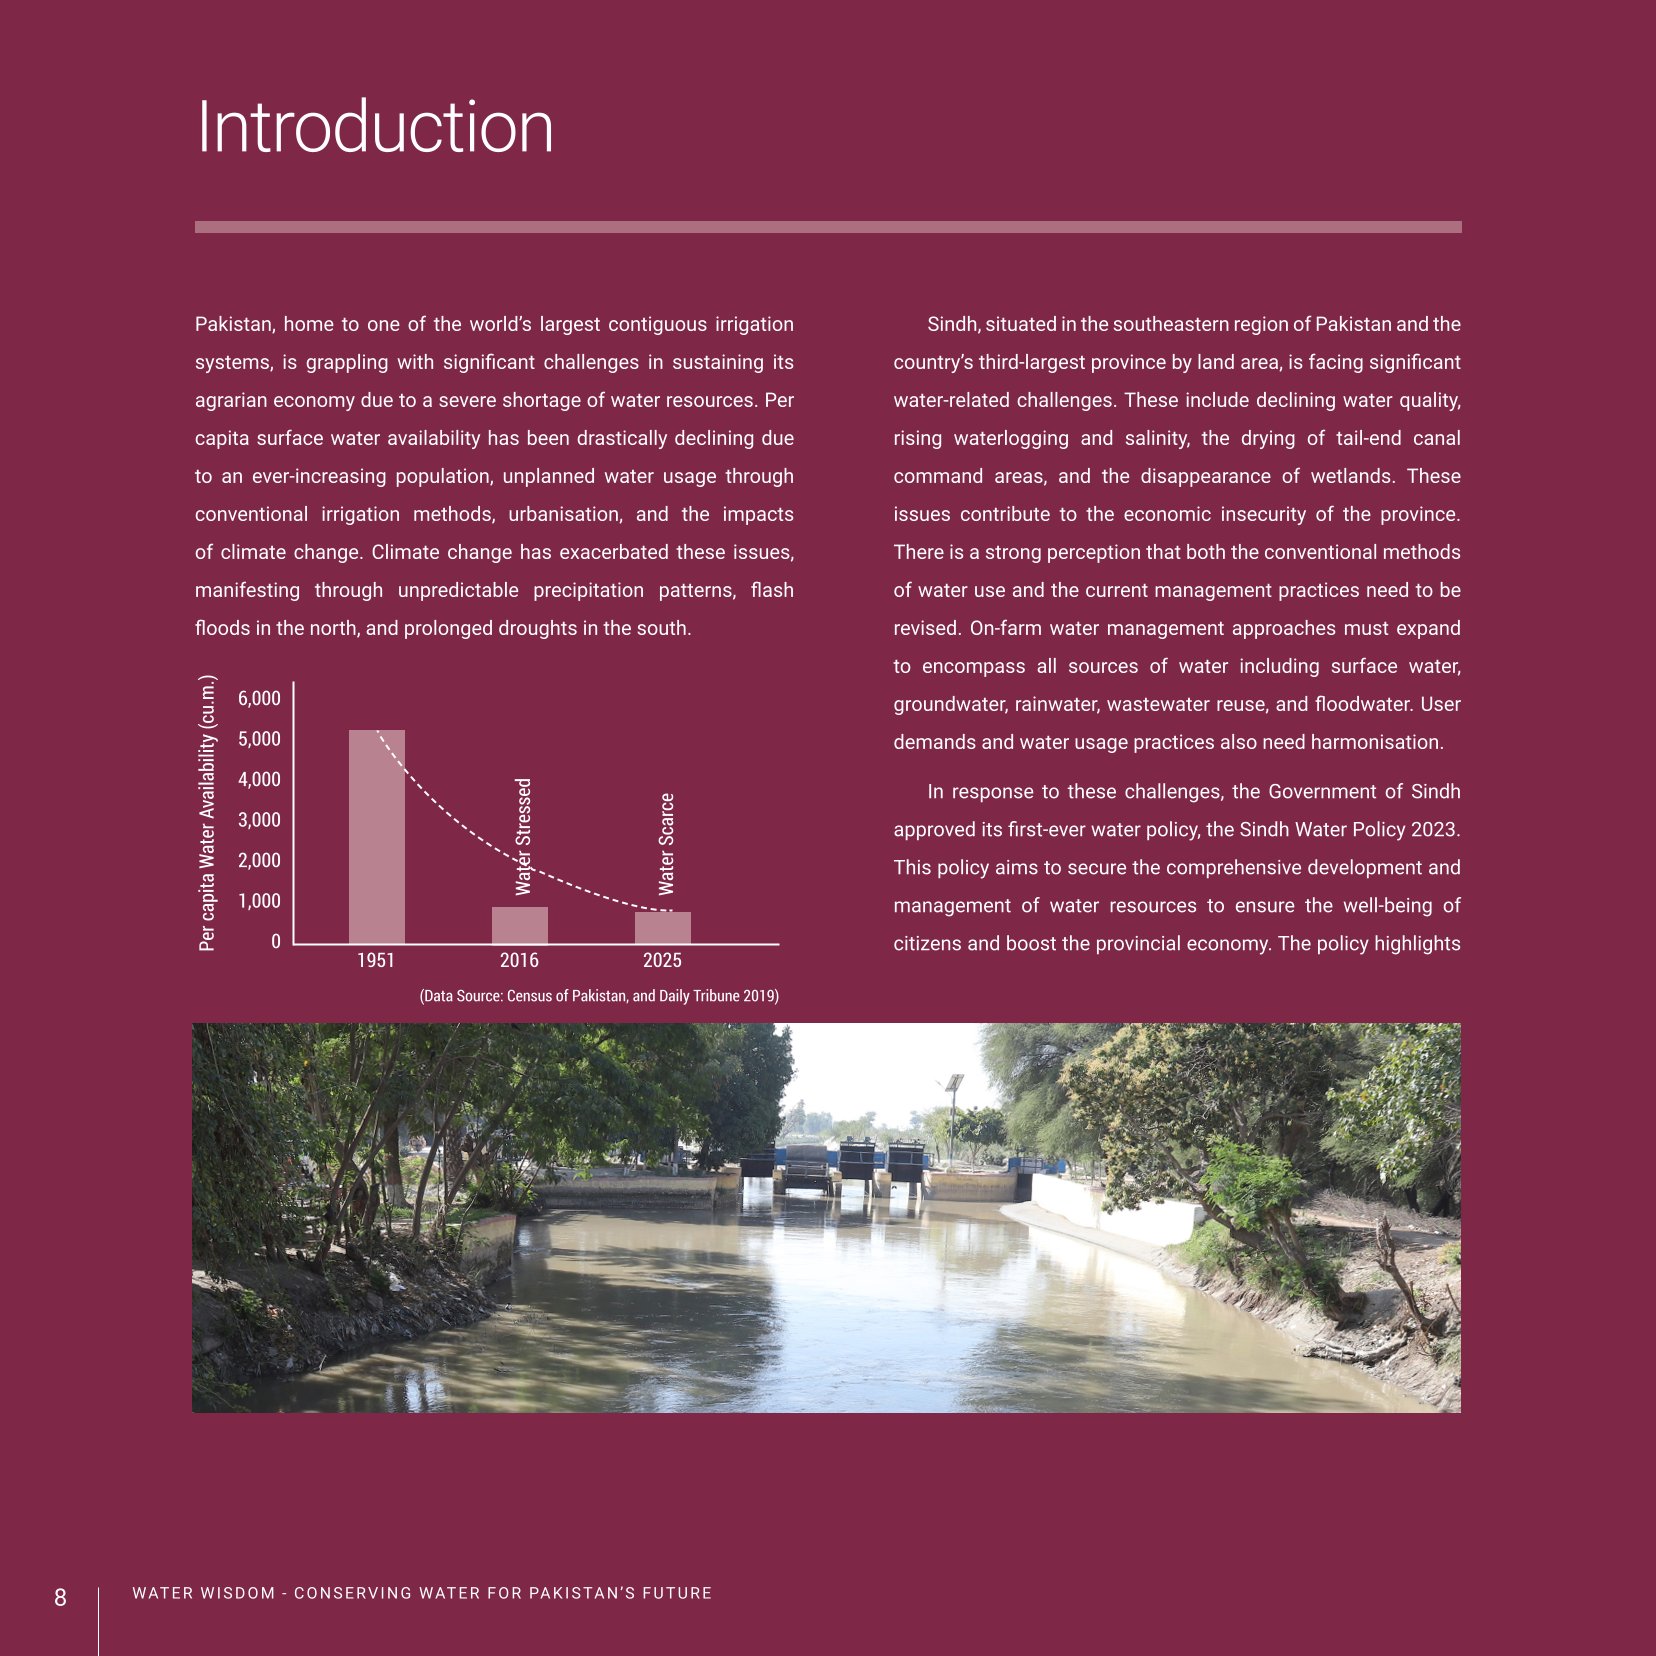 Introduction
Pakistan, home to one of the world’s largest contiguous irrigation
systems, is grappling with significant challenges in sustaining its
agrarian economy due to a severe shortage of water resources. Per
capita surface water availability has been drastically declining due
to an ever-increasing population, unplanned water usage through
conventional irrigation methods, urbanisation, and the impacts
of climate change. Climate change has exacerbated these issues,
manifesting through unpredictable precipitation patterns, flash
floods in the north, and prolonged droughts in the south.
Per capita Water Availability (cu.m.)
6,000
5,000
4,000
3,000
2,000
1,000
0
Water Stressed
Water Scarce
1951 2016 2025
(Data Source: Census of Pakistan, and Daily Tribune 2019)
Sindh, situated in the southeastern region of Pakistan and the
country’s third-largest province by land area, is facing significant
water-related challenges. These include declining water quality,
rising waterlogging and salinity, the drying of tail-end canal
command areas, and the disappearance of wetlands. These
issues contribute to the economic insecurity of the province.
There is a strong perception that both the conventional methods
of water use and the current management practices need to be
revised. On-farm water management approaches must expand
to encompass all sources of water including surface water,
groundwater, rainwater, wastewater reuse, and floodwater. User
demands and water usage practices also need harmonisation.
In response to these challenges, the Government of Sindh
approved its first-ever water policy, the Sindh Water Policy 2023.
This policy aims to secure the comprehensive development and
management of water resources to ensure the well-being of
citizens and boost the provincial economy. The policy highlights
8
WATER WISDOM - CONSERVING WATER FOR PAKISTAN’S FUTURE